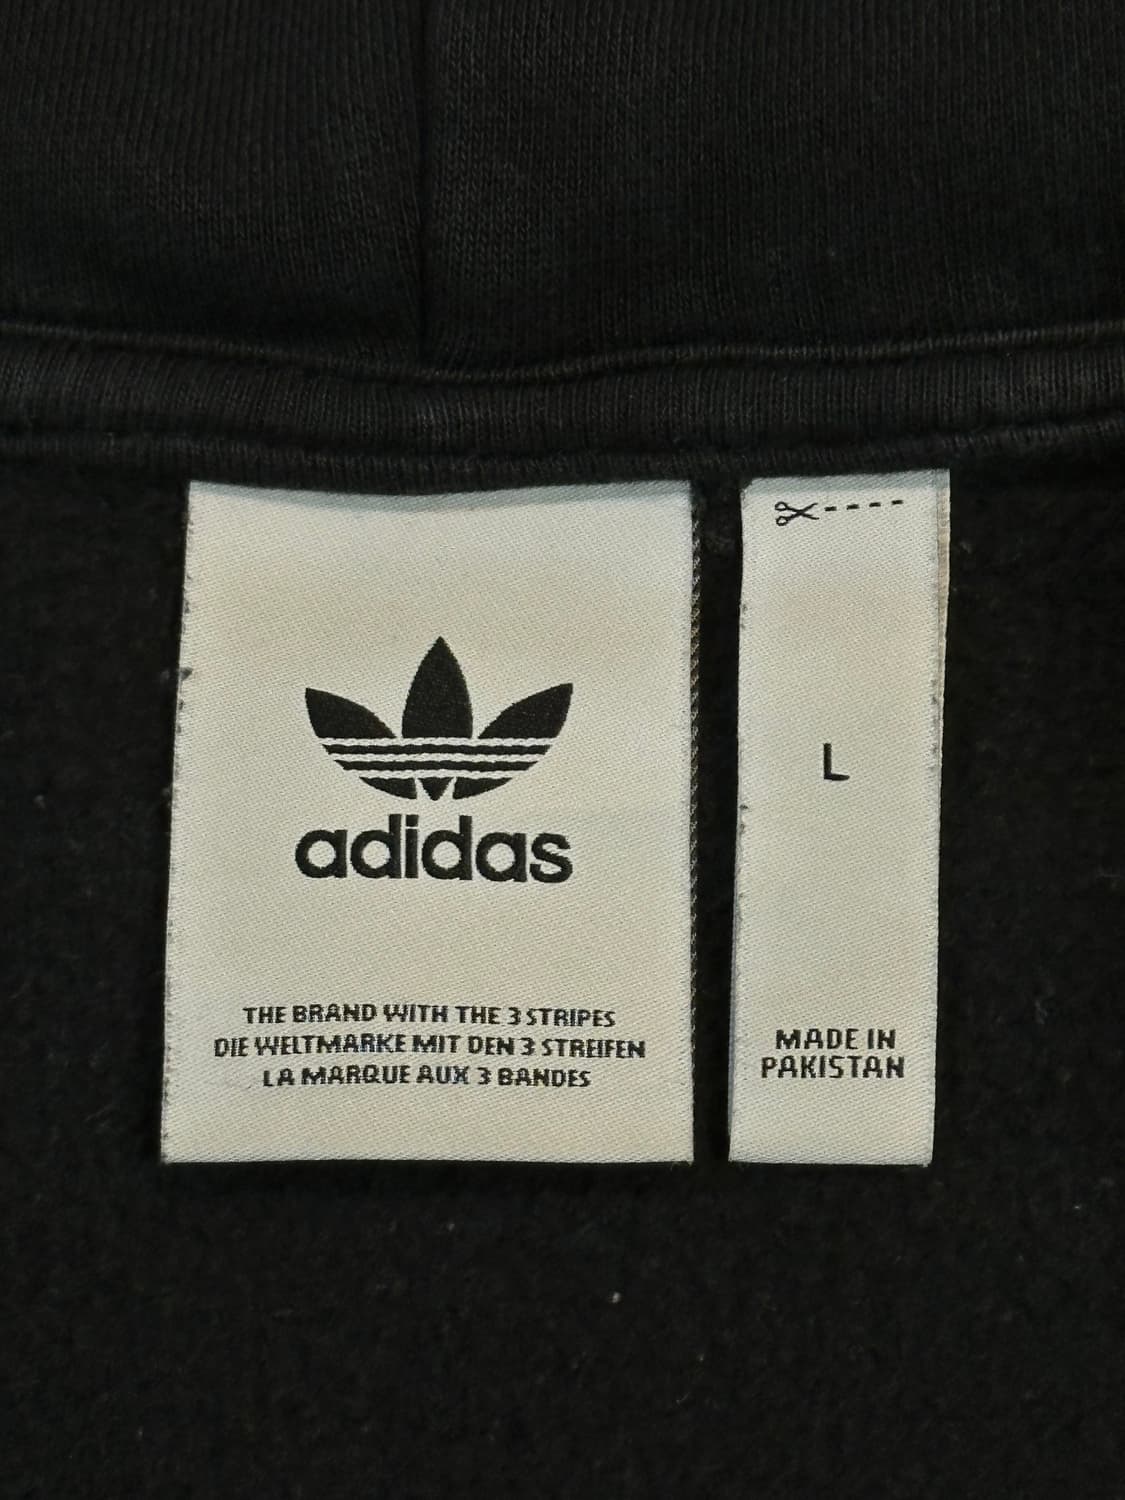 adidas
THE BRAND WITH THE 3 STRIPES
DIE WELTMARKE MIT DEN 3 STREIFEN
LA MARQUE AUX 3 BANDES
L
MADE IN
PAKISTAN